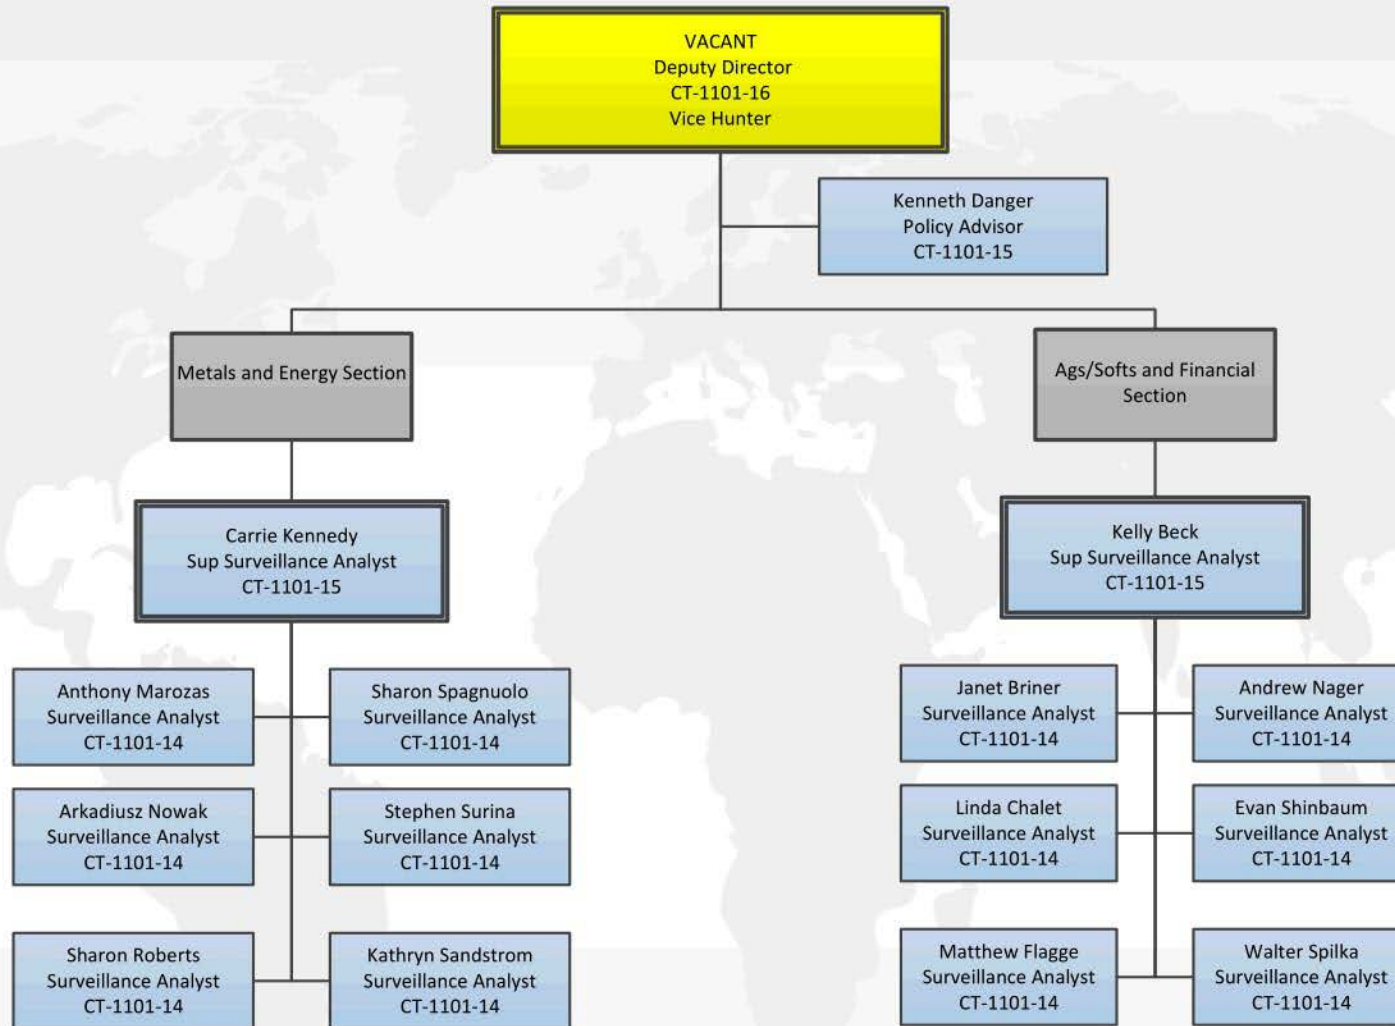 VACANT
Deputy Director
CT-1101-16
Vice Hunter
Kenneth Danger
Policy Advisor
CT-1101-15
Metals and Energy Section
Ags/Softs and Financial
Section
Carrie Kennedy
Sup Surveillance Analyst
CT-1101-15
Kelly Beck
Sup Surveillance Analyst
CT-1101-15
Anthony Marozas
Surveillance Analyst
CT-1101-14
Sharon Spagnuolo
Surveillance Analyst
CT-1101-14
Janet Briner
Surveillance Analyst
CT-1101-14
Andrew Nager
Surveillance Analyst
CT-1101-14
Arkadiusz Nowak
Surveillance Analyst
CT-1101-14
Stephen Surina
Surveillance Analyst
CT-1101-14
Linda Chalet
Surveillance Analyst
CT-1101-14
Evan Shinbaum
Surveillance Analyst
CT-1101-14
Sharon Roberts
Surveillance Analyst
CT-1101-14
Kathryn Sandstrom
Surveillance Analyst
CT-1101-14
Matthew Flagge
Surveillance Analyst
CT-1101-14
Walter Spilka
Surveillance Analyst
CT-1101-14